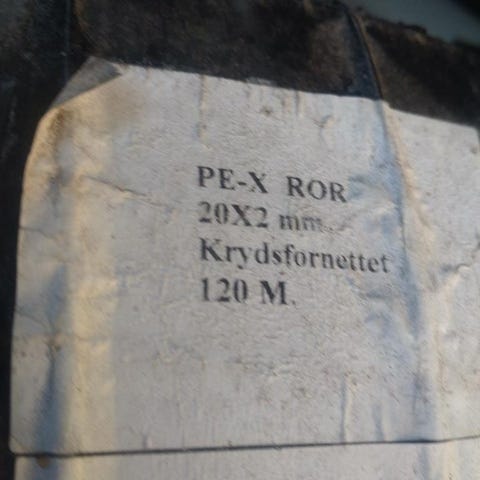 PE-X ROR
20X2 mm.
Krydsfornettet
120 M.